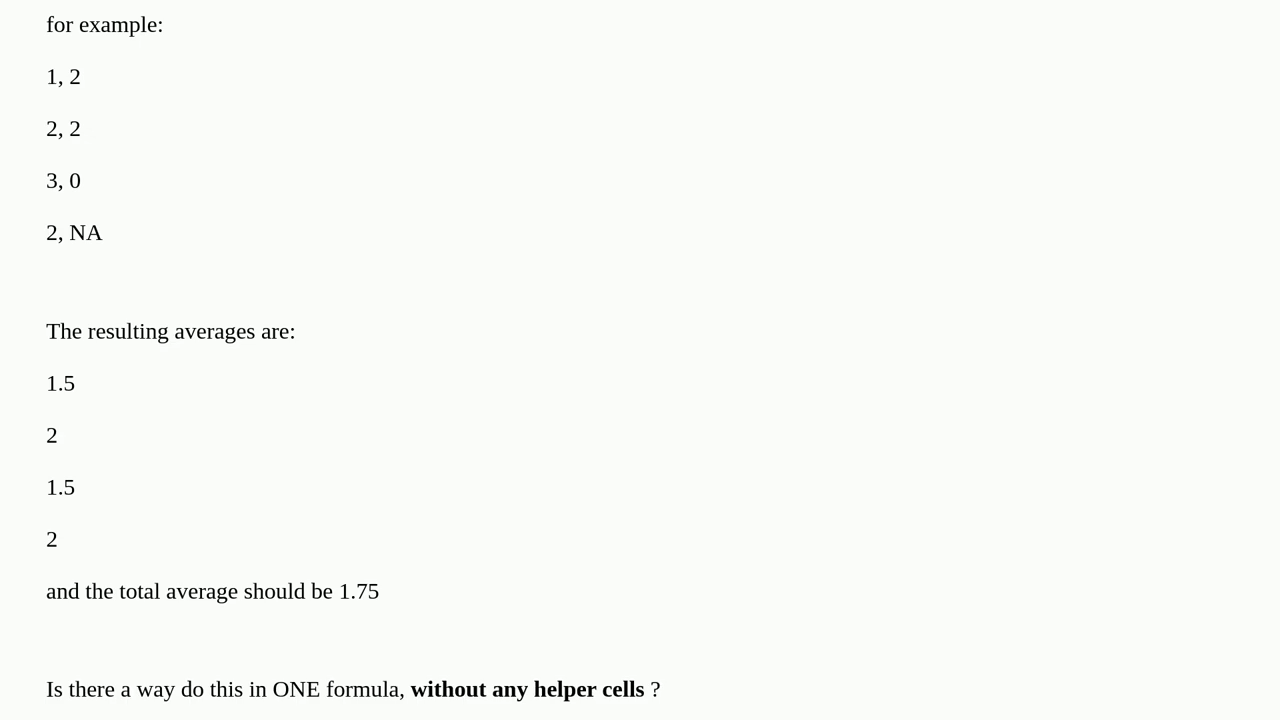 for example:
1, 2
2, 2
3, 0
2, NA
The resulting averages are:
1.5
2
1.5
2
and the total average should be 1.75
Is there a way do this in ONE formula, without any helper cells ?